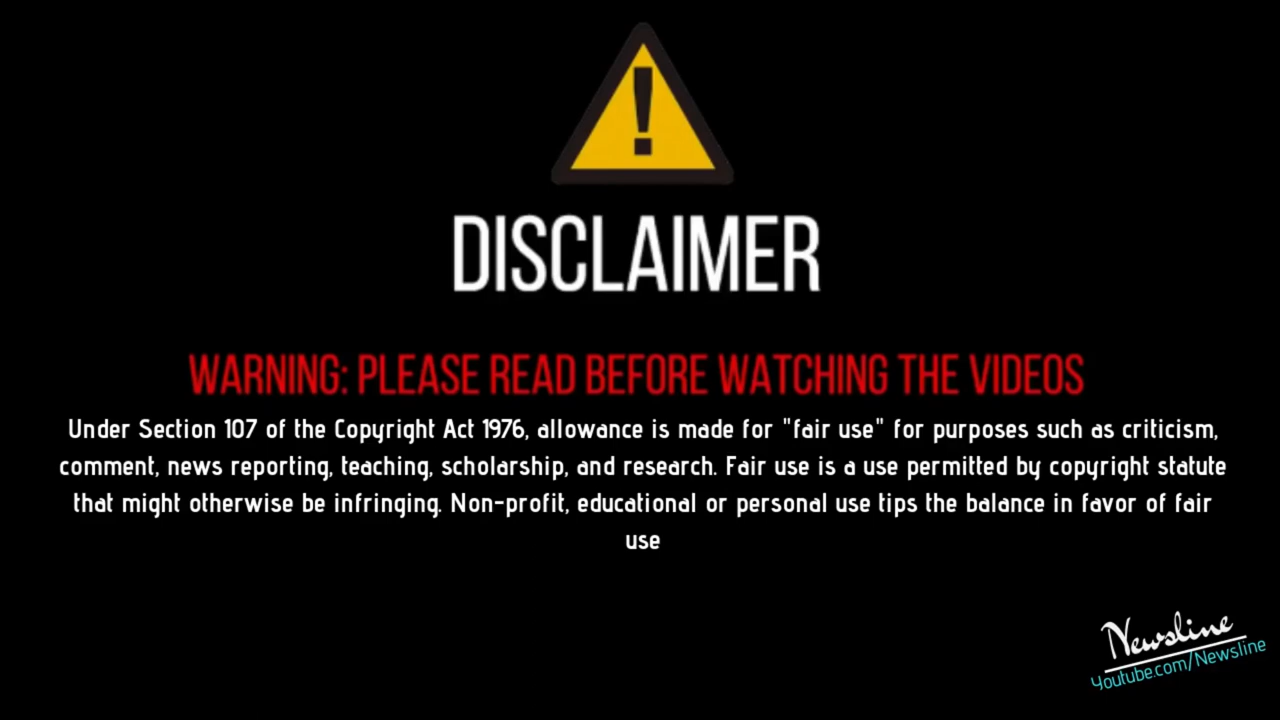 DISCLAIMER
WARNING: PLEASE READ BEFORE WATCHING THE VIDEOS
Under Section 107 of the Copyright Act 1976, allowance is made for "fair use" for purposes such as criticism,
comment, news reporting, teaching, scholarship, and research. Fair use is a use permitted by copyright statute
that might otherwise be infringing. Non-profit, educational or personal use tips the balance in favor of fair
use
Newsline
Youtube.com/Newsline